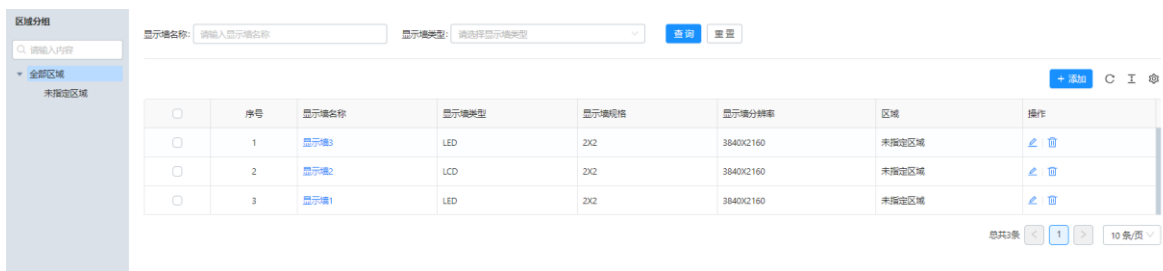 区域分组
请输入内容
全部区域
未指定区域
显示墙名称: 请输入显示墙名称 显示墙类型: 请选择显示墙类型 查询 重置
+ 添加
序号 显示墙名称 显示墙类型 显示墙规格 显示墙分辨率 区域 操作
1 显示墙3 LED 2X2 3840X2160 未指定区域
2 显示墙2 LCD 2X2 3840X2160 未指定区域
3 显示墙1 LED 2X2 3840X2160 未指定区域
总共3条 < 1 > 10 条/页